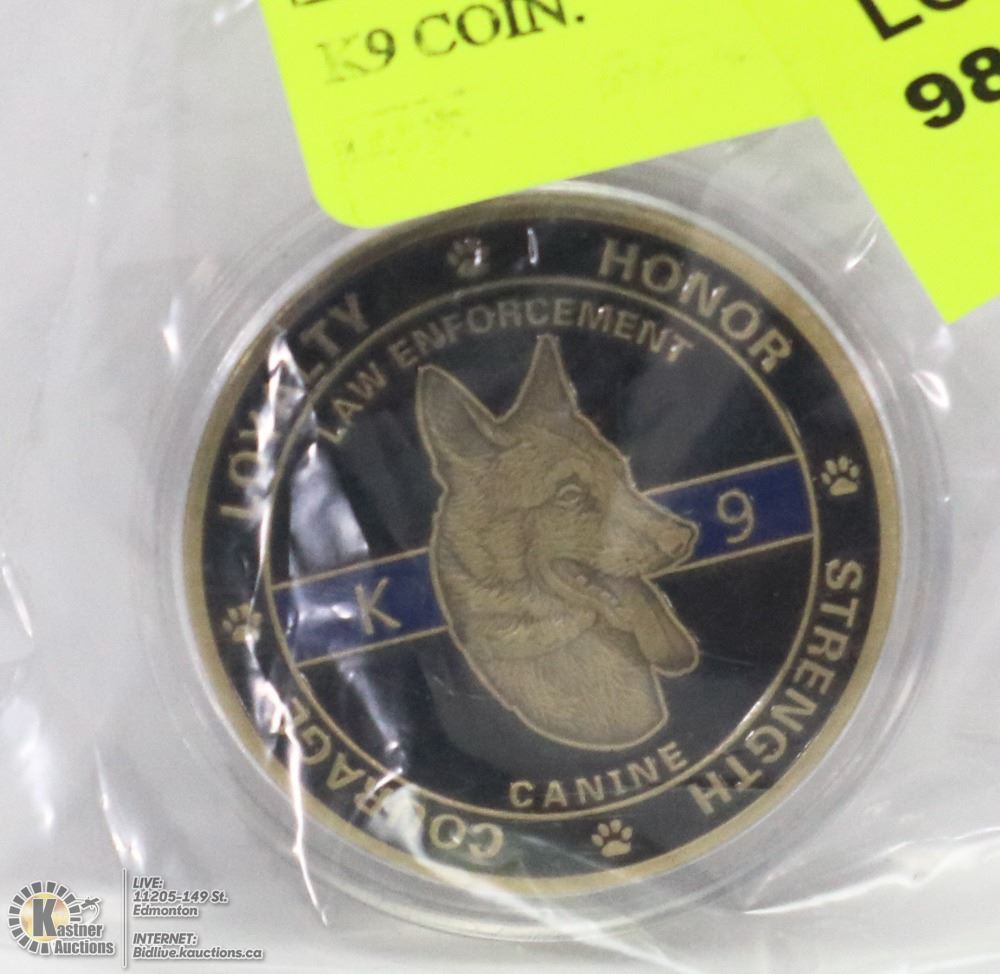 K9 COIN.
98
LOYALTY
HONOR
STRENGTH
COURAGE
LAW ENFORCEMENT
K 9
CANINE
Kastner
Auctions
LIVE:
11205-149 St.
Edmonton
INTERNET:
Bidlive.kauctions.ca